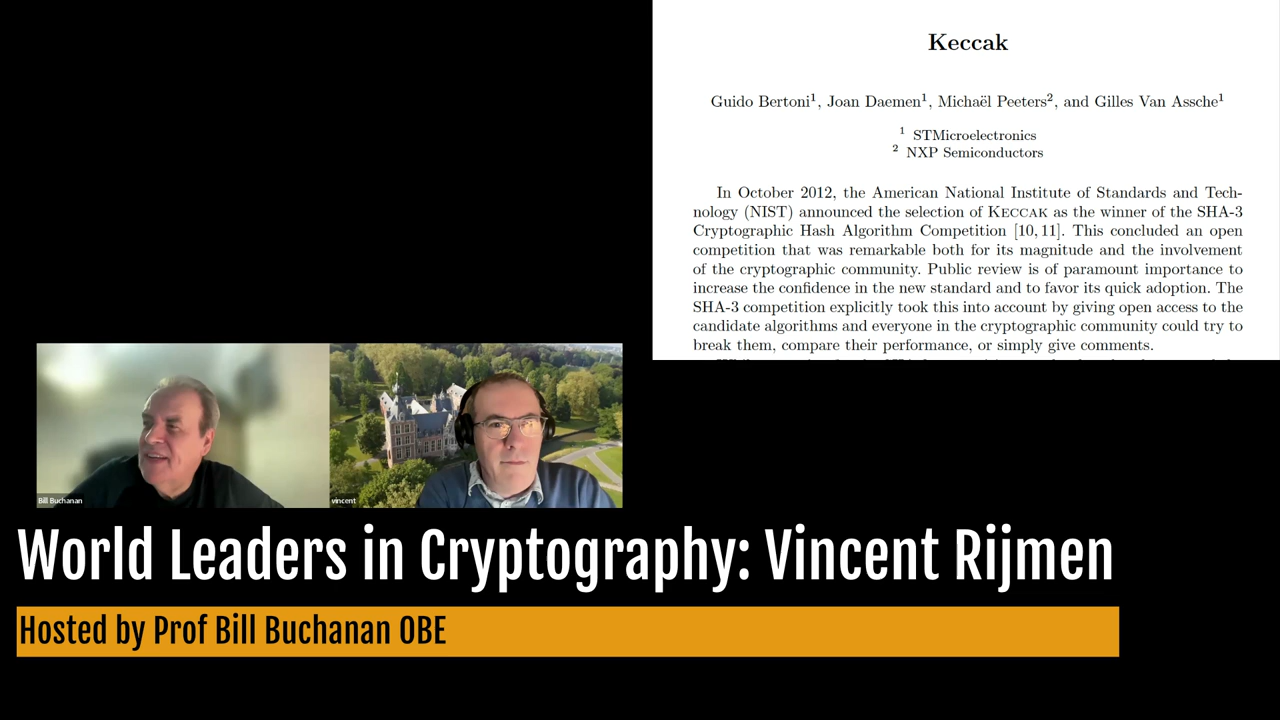 Keccak
Guido Bertoni¹, Joan Daemen¹, Michaël Peeters², and Gilles Van Assche¹
¹ STMicroelectronics
² NXP Semiconductors
In October 2012, the American National Institute of Standards and Tech-
nology (NIST) announced the selection of KECCAK as the winner of the SHA-3
Cryptographic Hash Algorithm Competition [10, 11]. This concluded an open
competition that was remarkable both for its magnitude and the involvement
of the cryptographic community. Public review is of paramount importance to
increase the confidence in the new standard and to favor its quick adoption. The
SHA-3 competition explicitly took this into account by giving open access to the
candidate algorithms and everyone in the cryptographic community could try to
break them, compare their performance, or simply give comments.
Bill Buchanan
vincent
World Leaders in Cryptography: Vincent Rijmen
Hosted by Prof Bill Buchanan OBE